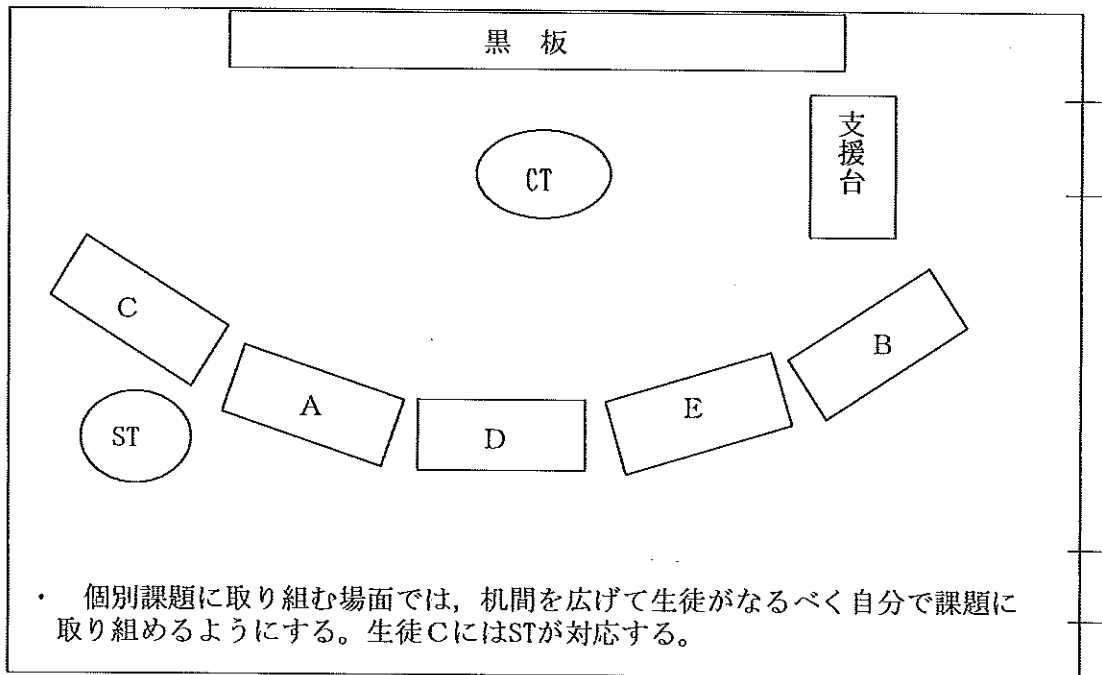 黒 板
支援台
CT
C
B
A
E
D
ST
・ 個別課題に取り組む場面では，机間を広げて生徒がなるべく自分で課題に
取り組めるようにする。生徒CにはSTが対応する。